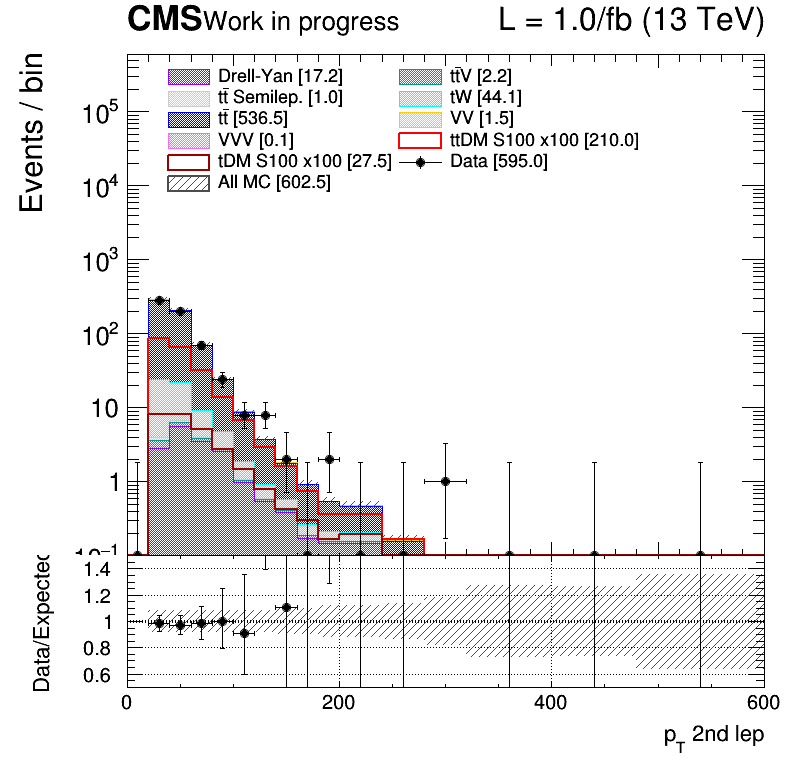 CMS Work in progress L = 1.0/fb (13 TeV)
Events / bin
Drell-Yan [17.2] tt̄V [2.2]
tt̄ Semilep. [1.0] tW [44.1]
tt̄ [536.5] VV [1.5]
VVV [0.1] ttDM S100 x100 [210.0]
tDM S100 x100 [27.5] Data [595.0]
All MC [602.5]
10⁵
10⁴
10³
10²
10
1
10⁻¹
Data/Expected
1.4
1.2
1
0.8
0.6
0 200 400 600
p_T 2nd lep